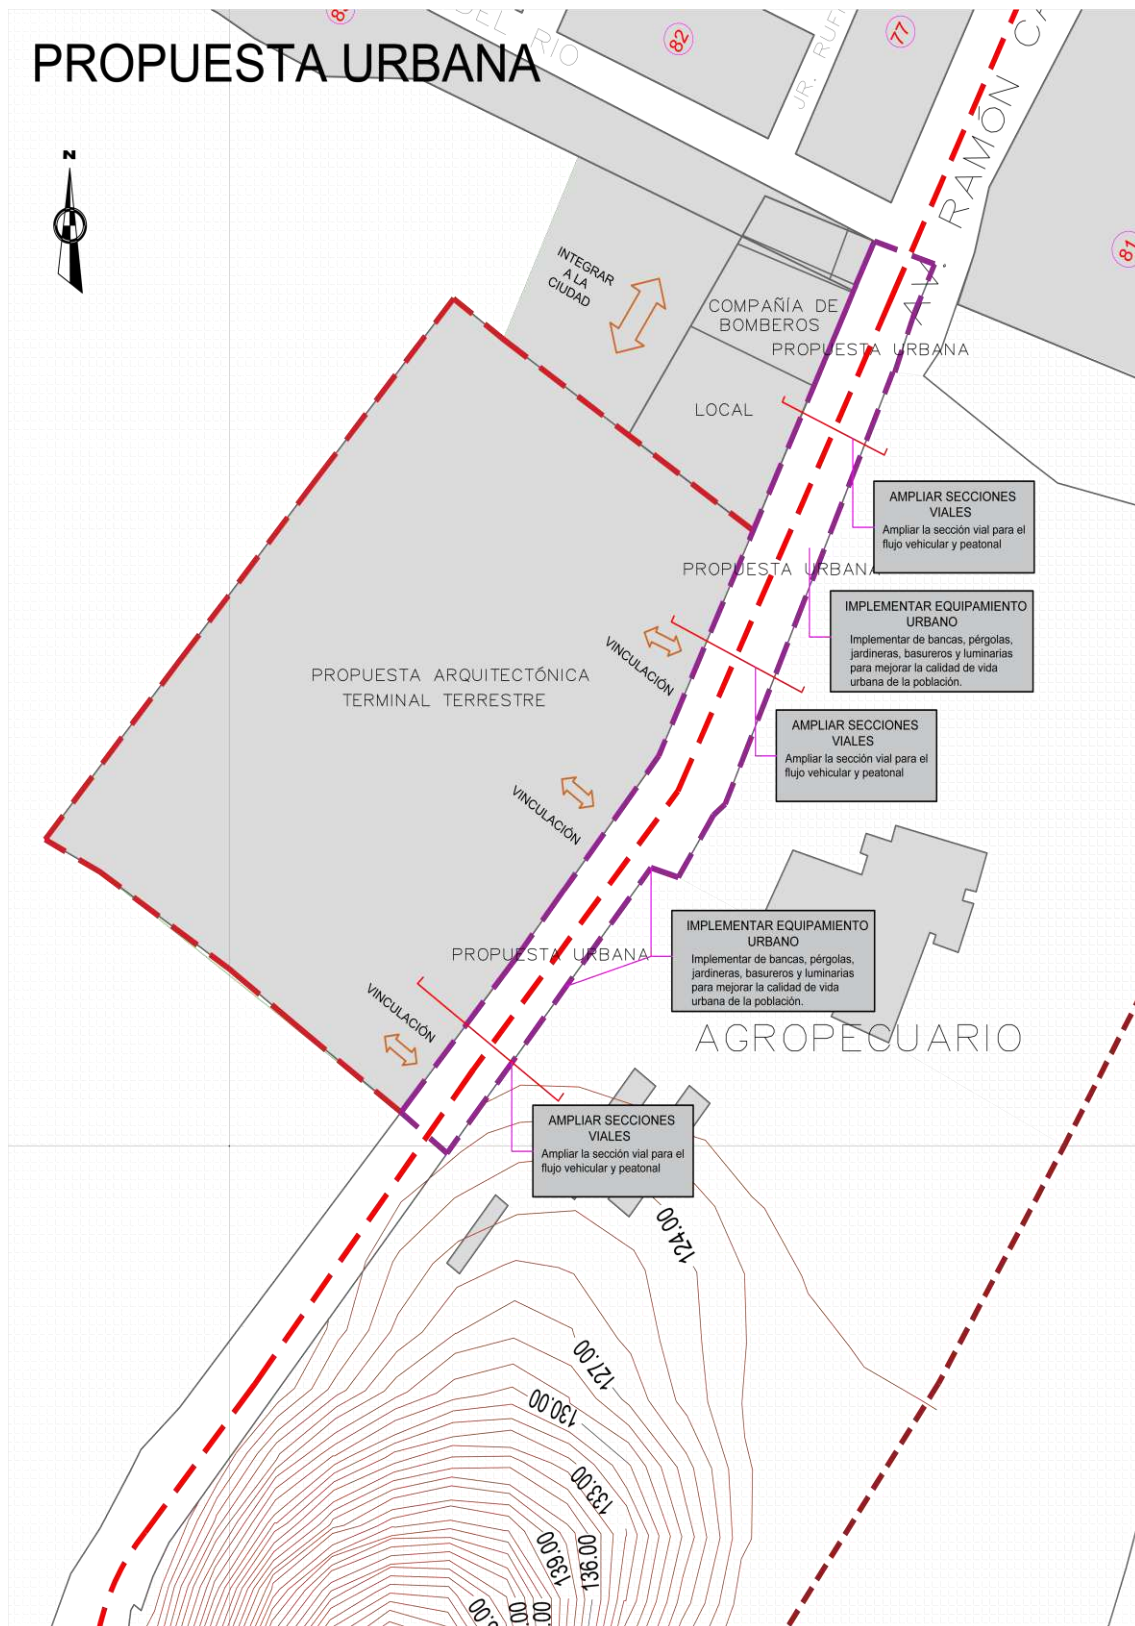 PROPUESTA URBANA
DEL RIO
82
77
JR. RUF
AV. RAMÓN CA
81
N
INTEGRAR
A LA
CIUDAD
COMPAÑÍA DE
BOMBEROS
PROPUESTA URBANA
LOCAL
AMPLIAR SECCIONES
VIALES
Ampliar la sección vial para el
flujo vehicular y peatonal
PROPUESTA URBANA
IMPLEMENTAR EQUIPAMIENTO
URBANO
Implementar de bancas, pérgolas,
jardineras, basureros y luminarias
para mejorar la calidad de vida
urbana de la población.
VINCULACIÓN
PROPUESTA ARQUITECTÓNICA
TERMINAL TERRESTRE
AMPLIAR SECCIONES
VIALES
Ampliar la sección vial para el
flujo vehicular y peatonal
VINCULACIÓN
IMPLEMENTAR EQUIPAMIENTO
URBANO
Implementar de bancas, pérgolas,
jardineras, basureros y luminarias
para mejorar la calidad de vida
urbana de la población.
PROPUESTA URBANA
VINCULACIÓN
AGROPECUARIO
AMPLIAR SECCIONES
VIALES
Ampliar la sección vial para el
flujo vehicular y peatonal
124.00
127.00
130.00
133.00
136.00
139.00